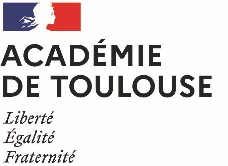 ACADÉMIE
DE TOULOUSE
Liberté
Égalité
Fraternité